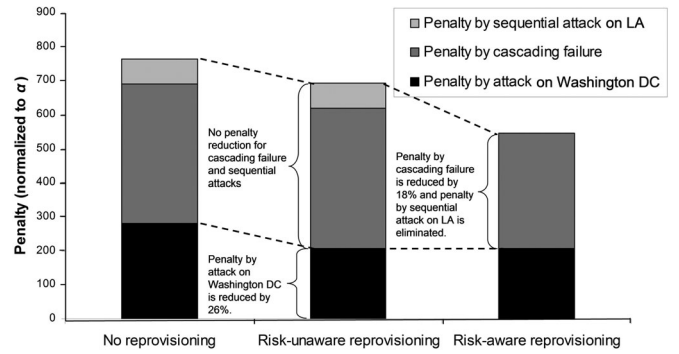 900
800
700
600
500
400
300
200
100
0
Penalty (normalized to α)
Penalty by sequential attack on LA
Penalty by cascading failure
Penalty by attack on Washington DC
No penalty
reduction for
cascading failure
and sequential
attacks
Penalty by
cascading failure
is reduced by
18% and penalty
by sequential
attack on LA is
eliminated.
Penalty by
attack on
Washington DC
is reduced by
26%.
No reprovisioning
Risk-unaware reprovisioning
Risk-aware reprovisioning